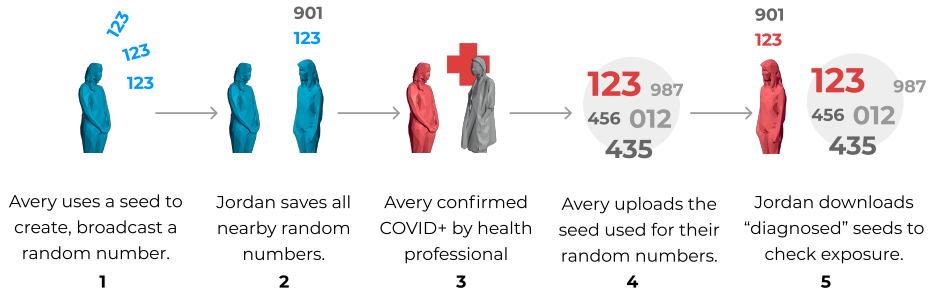 123
123
123
901
123
123
987
456
012
435
901
123
123
987
456
012
435
Avery uses a seed to
create, broadcast a
random number.
1
Jordan saves all
nearby random
numbers.
2
Avery confirmed
COVID+ by health
professional
3
Avery uploads the
seed used for their
random numbers.
4
Jordan downloads
“diagnosed” seeds to
check exposure.
5